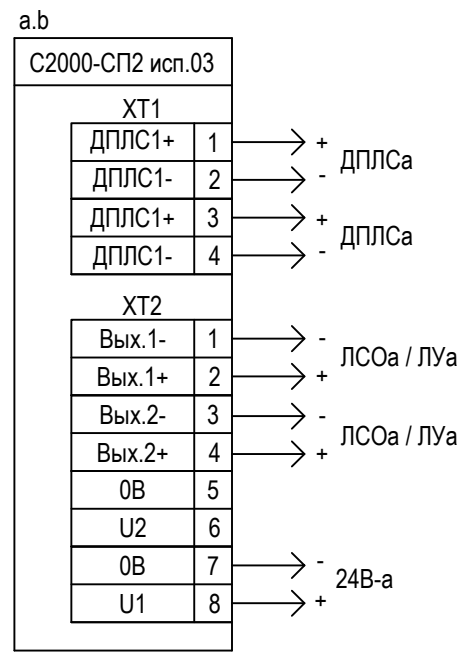 a.b
С2000-СП2 исп.03
XT1
ДПЛС1+ 1 +
ДПЛСа
ДПЛС1- 2 -
ДПЛС1+ 3 +
ДПЛСа
ДПЛС1- 4 -
XT2
Вых.1- 1 -
ЛСОа / ЛУа
Вых.1+ 2 +
Вых.2- 3 -
ЛСОа / ЛУа
Вых.2+ 4 +
0В 5
U2 6
0В 7 -
24В-а
U1 8 +